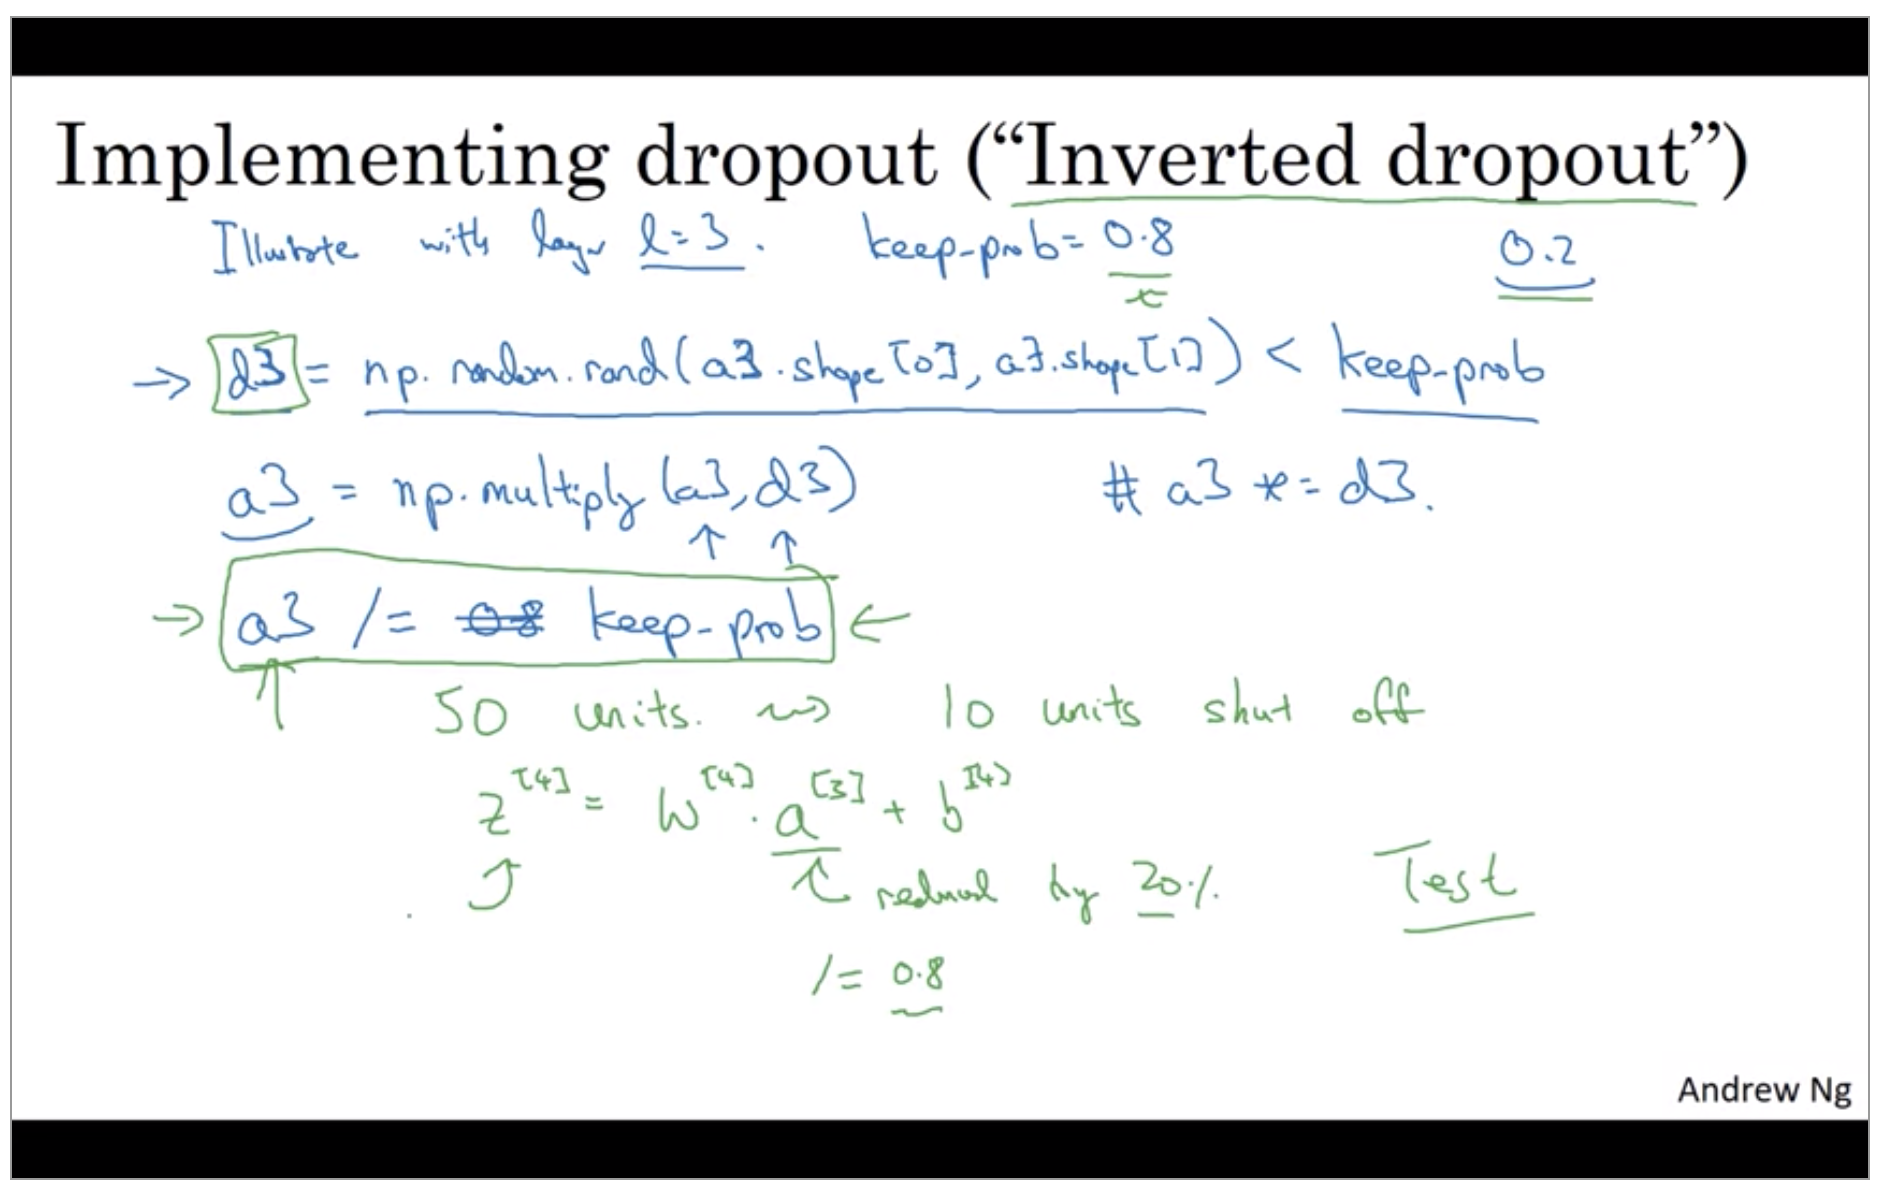 Implementing dropout (“Inverted dropout”)
Illustrate with layer l=3. keep-prob= 0.8 0.2
x
→ d3 = np.random.rand(a3.shape[0], a3.shape[1]) < keep-prob
a3 = np.multiply(a3, d3) # a3 *= d3.
↑ ↑
→ a3 /= 0.8 keep-prob ←
↑ 50 units. ⇝ 10 units shut off
z^[4] = w^[4] . a^[3] + b^[4]
reduced by 20% Test
/= 0.8
Andrew Ng